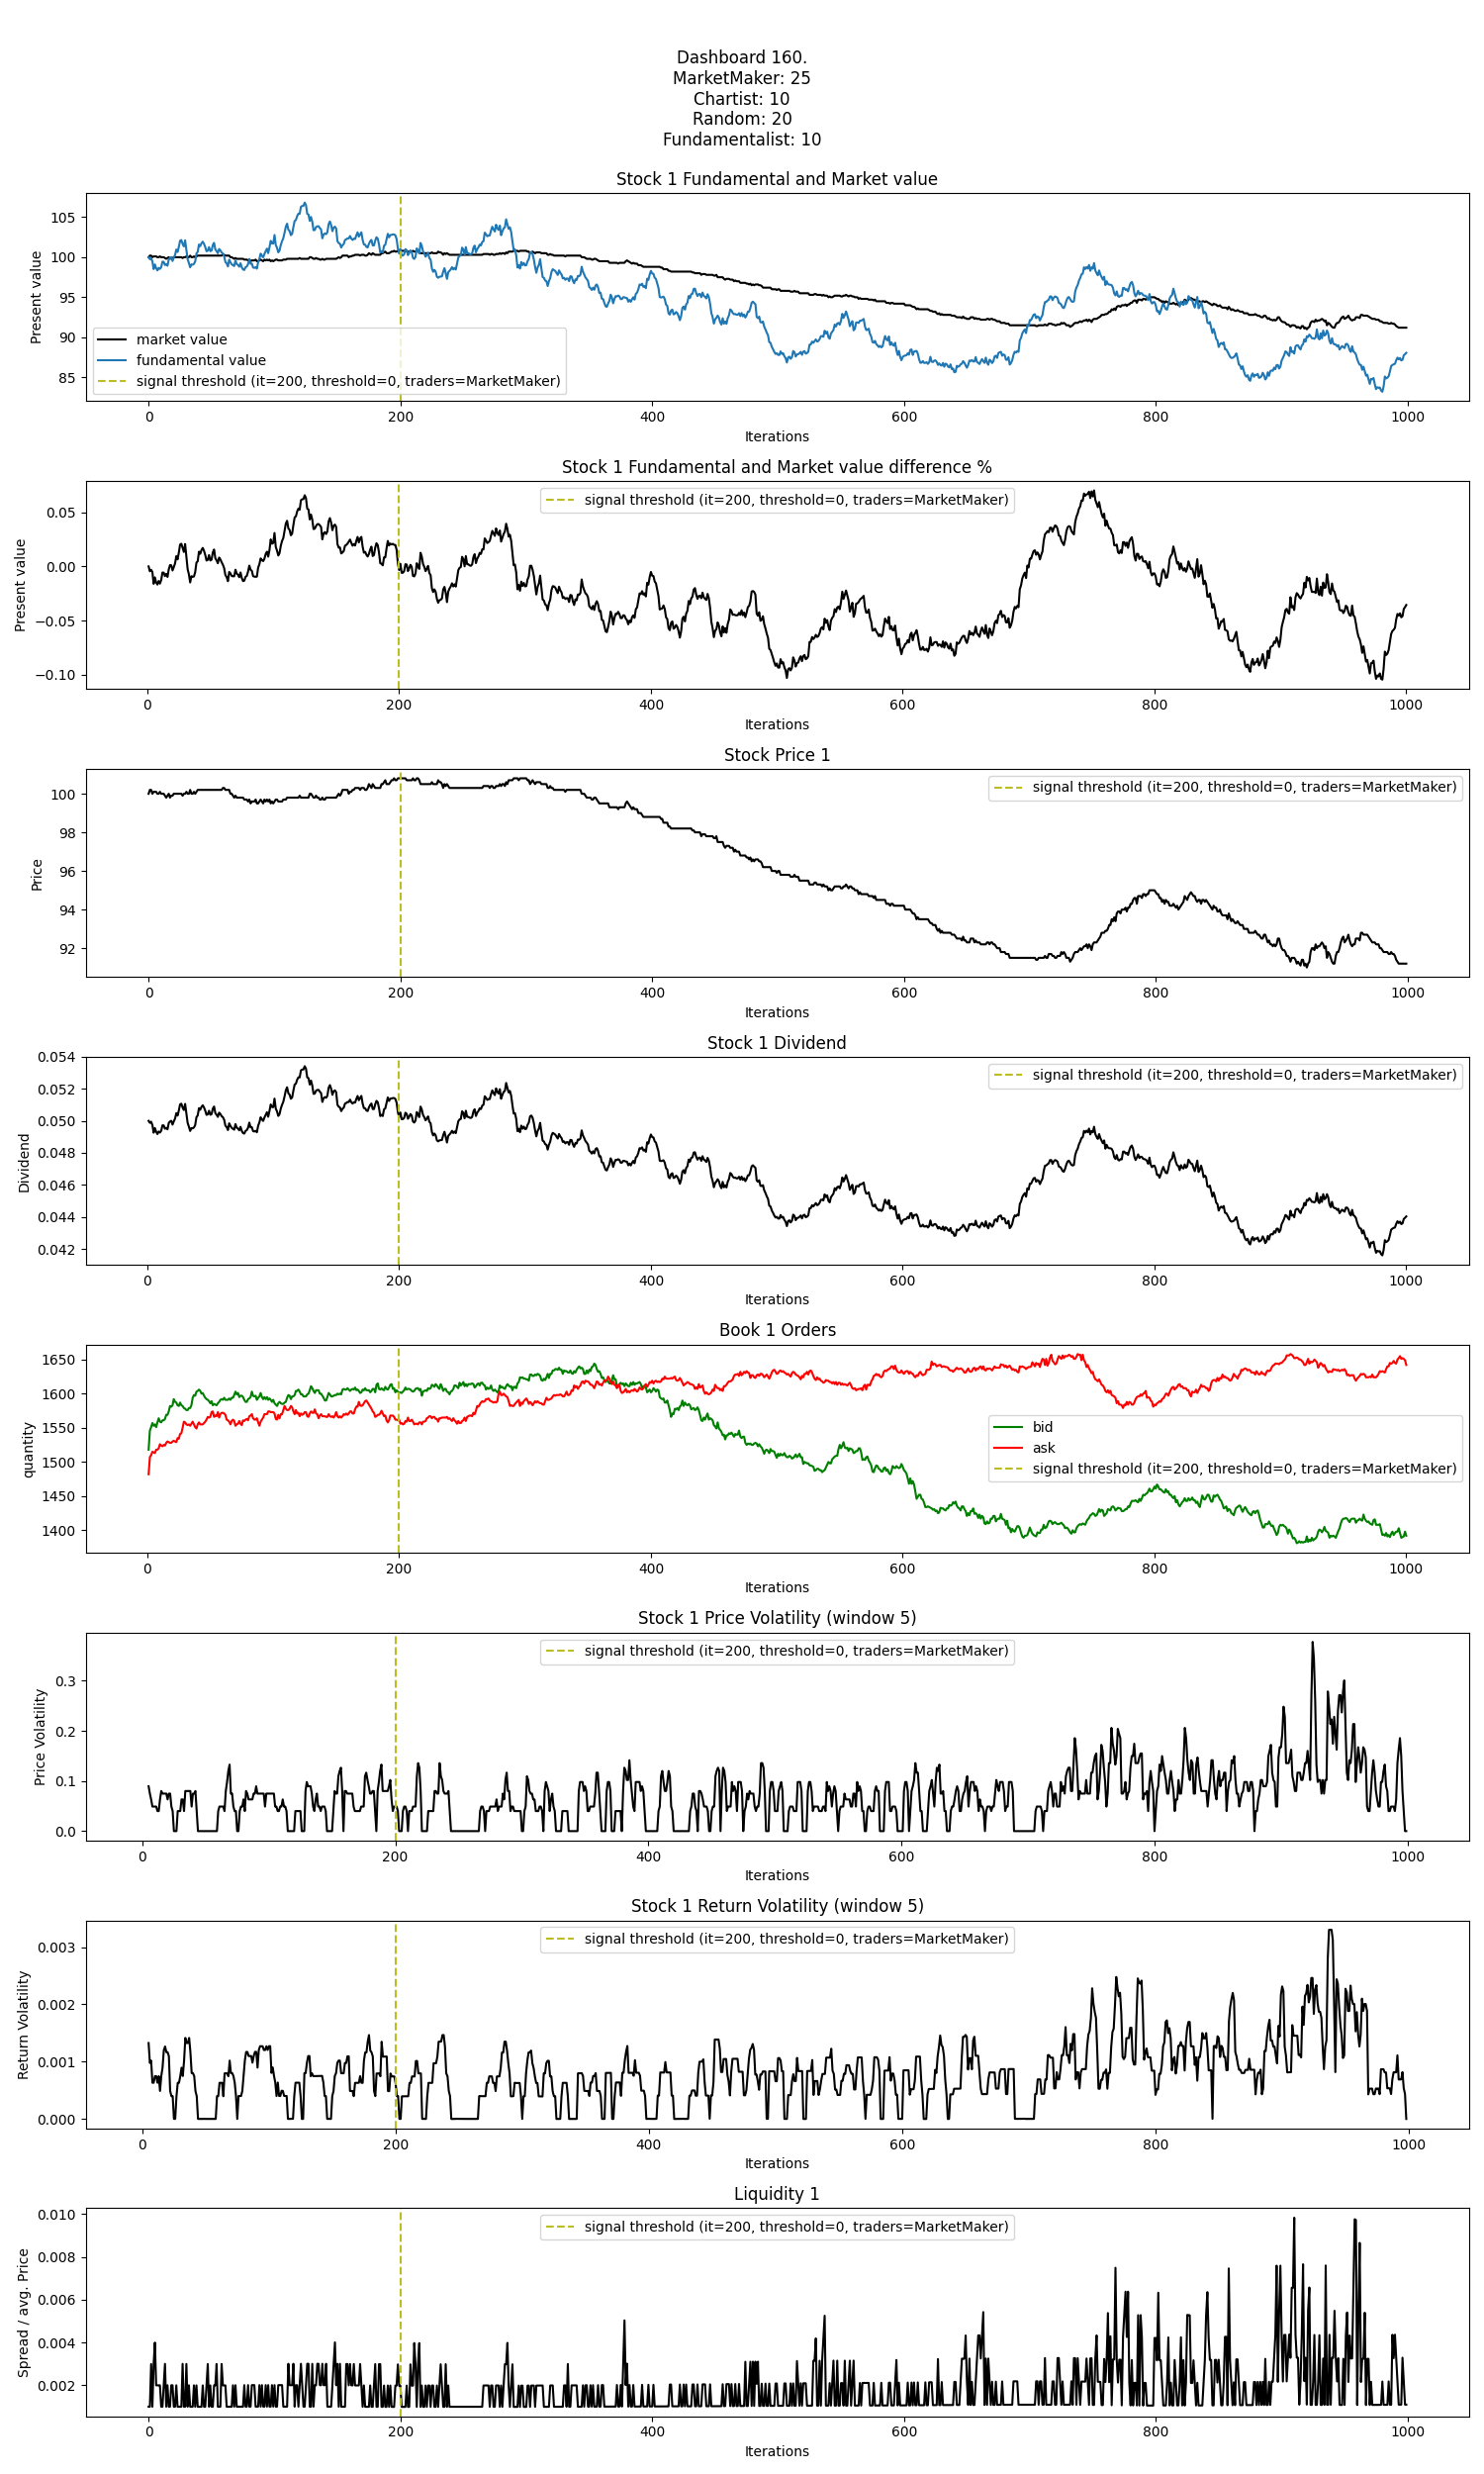 Dashboard 160.
MarketMaker: 25
Chartist: 10
Random: 20
Fundamentalist: 10
Stock 1 Fundamental and Market value
Present value
105
100
95
90
85
market value
fundamental value
signal threshold (it=200, threshold=0, traders=MarketMaker)
0 200 400 600 800 1000
Iterations
Stock 1 Fundamental and Market value difference %
Present value
0.05
0.00
−0.05
−0.10
signal threshold (it=200, threshold=0, traders=MarketMaker)
0 200 400 600 800 1000
Iterations
Stock Price 1
Price
100
98
96
94
92
signal threshold (it=200, threshold=0, traders=MarketMaker)
0 200 400 600 800 1000
Iterations
Stock 1 Dividend
Dividend
0.054
0.052
0.050
0.048
0.046
0.044
0.042
signal threshold (it=200, threshold=0, traders=MarketMaker)
0 200 400 600 800 1000
Iterations
Book 1 Orders
quantity
1650
1600
1550
1500
1450
1400
bid
ask
signal threshold (it=200, threshold=0, traders=MarketMaker)
0 200 400 600 800 1000
Iterations
Stock 1 Price Volatility (window 5)
Price Volatility
0.3
0.2
0.1
0.0
signal threshold (it=200, threshold=0, traders=MarketMaker)
0 200 400 600 800 1000
Iterations
Stock 1 Return Volatility (window 5)
Return Volatility
0.003
0.002
0.001
0.000
signal threshold (it=200, threshold=0, traders=MarketMaker)
0 200 400 600 800 1000
Iterations
Liquidity 1
Spread / avg. Price
0.010
0.008
0.006
0.004
0.002
signal threshold (it=200, threshold=0, traders=MarketMaker)
0 200 400 600 800 1000
Iterations